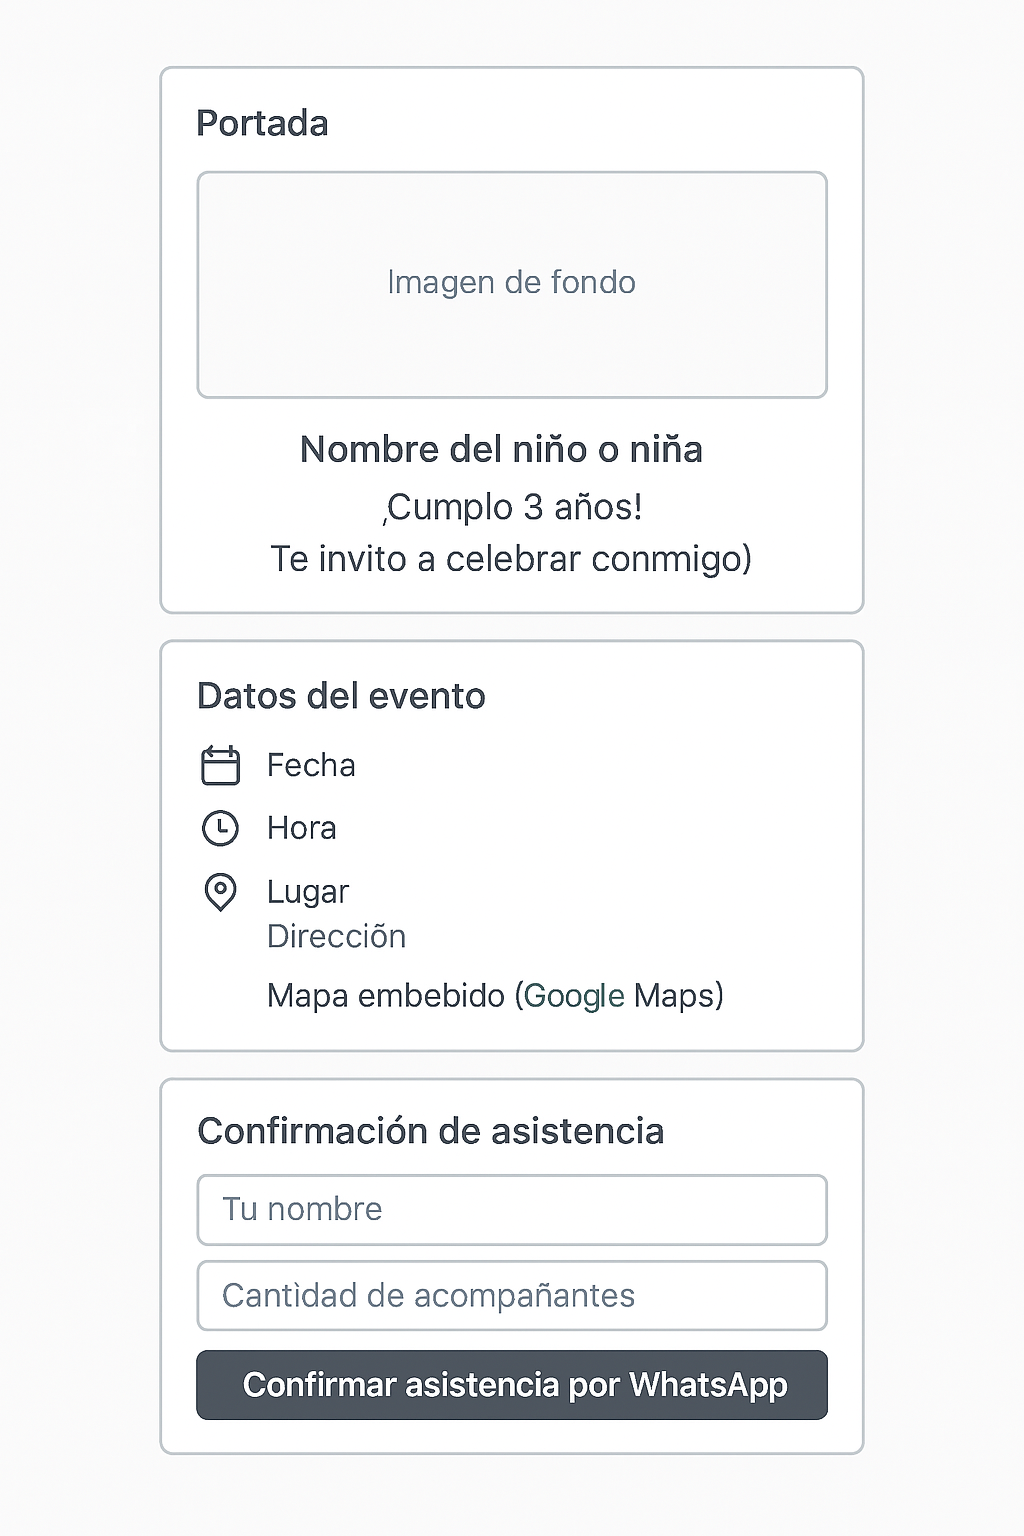 Portada
Imagen de fondo
Nombre del niño o niña
¸Cumplo 3 años!
Te invito a celebrar conmigo)
Datos del evento
Fecha
Hora
Lugar
Direcciõn
Mapa embebido (Google Maps)
Confirmación de asistencia
Tu nombre
Cantìdad de acompañantes
Confirmar asistencia por WhatsApp